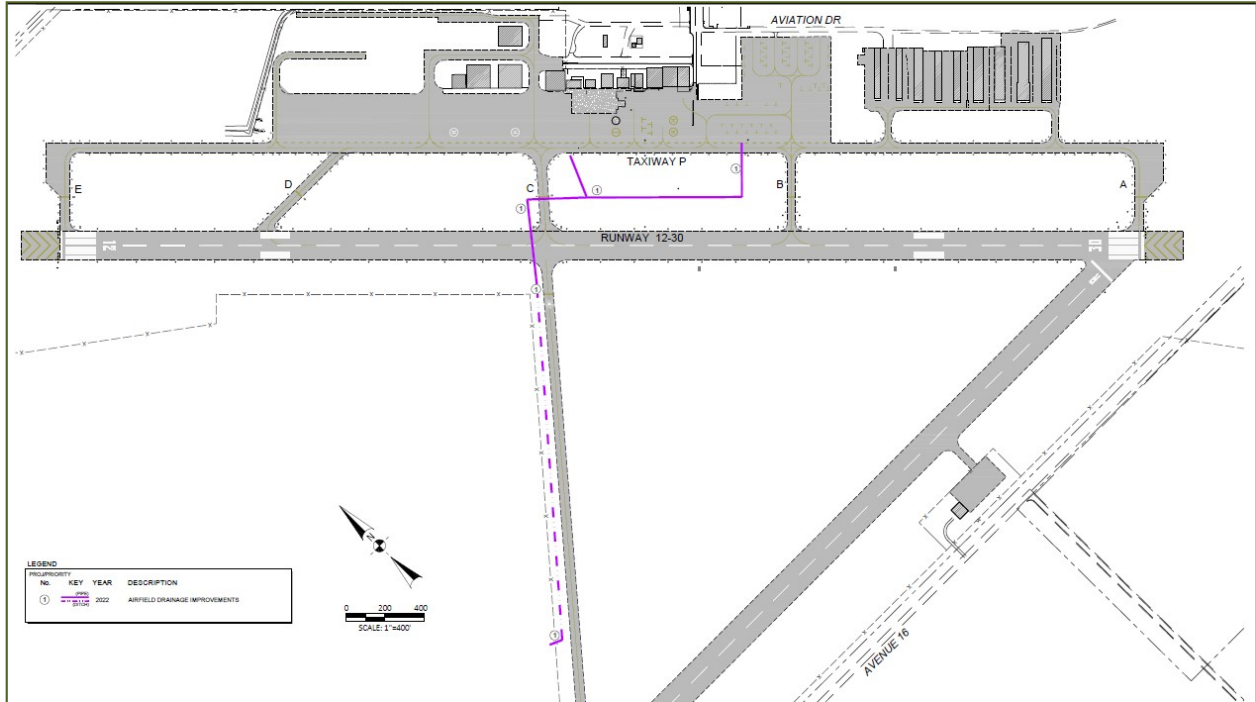 AVIATION DR
TAXIWAY P
E
D
C
B
A
1
1
1
RUNWAY 12-30
12
30
1
N
LEGEND
PROJ/PRIORITY
No. KEY YEAR DESCRIPTION
1 (PIPE) (DITCH) 2022 AIRFIELD DRAINAGE IMPROVEMENTS
0 200 400
SCALE: 1"=400'
1
AVENUE 16